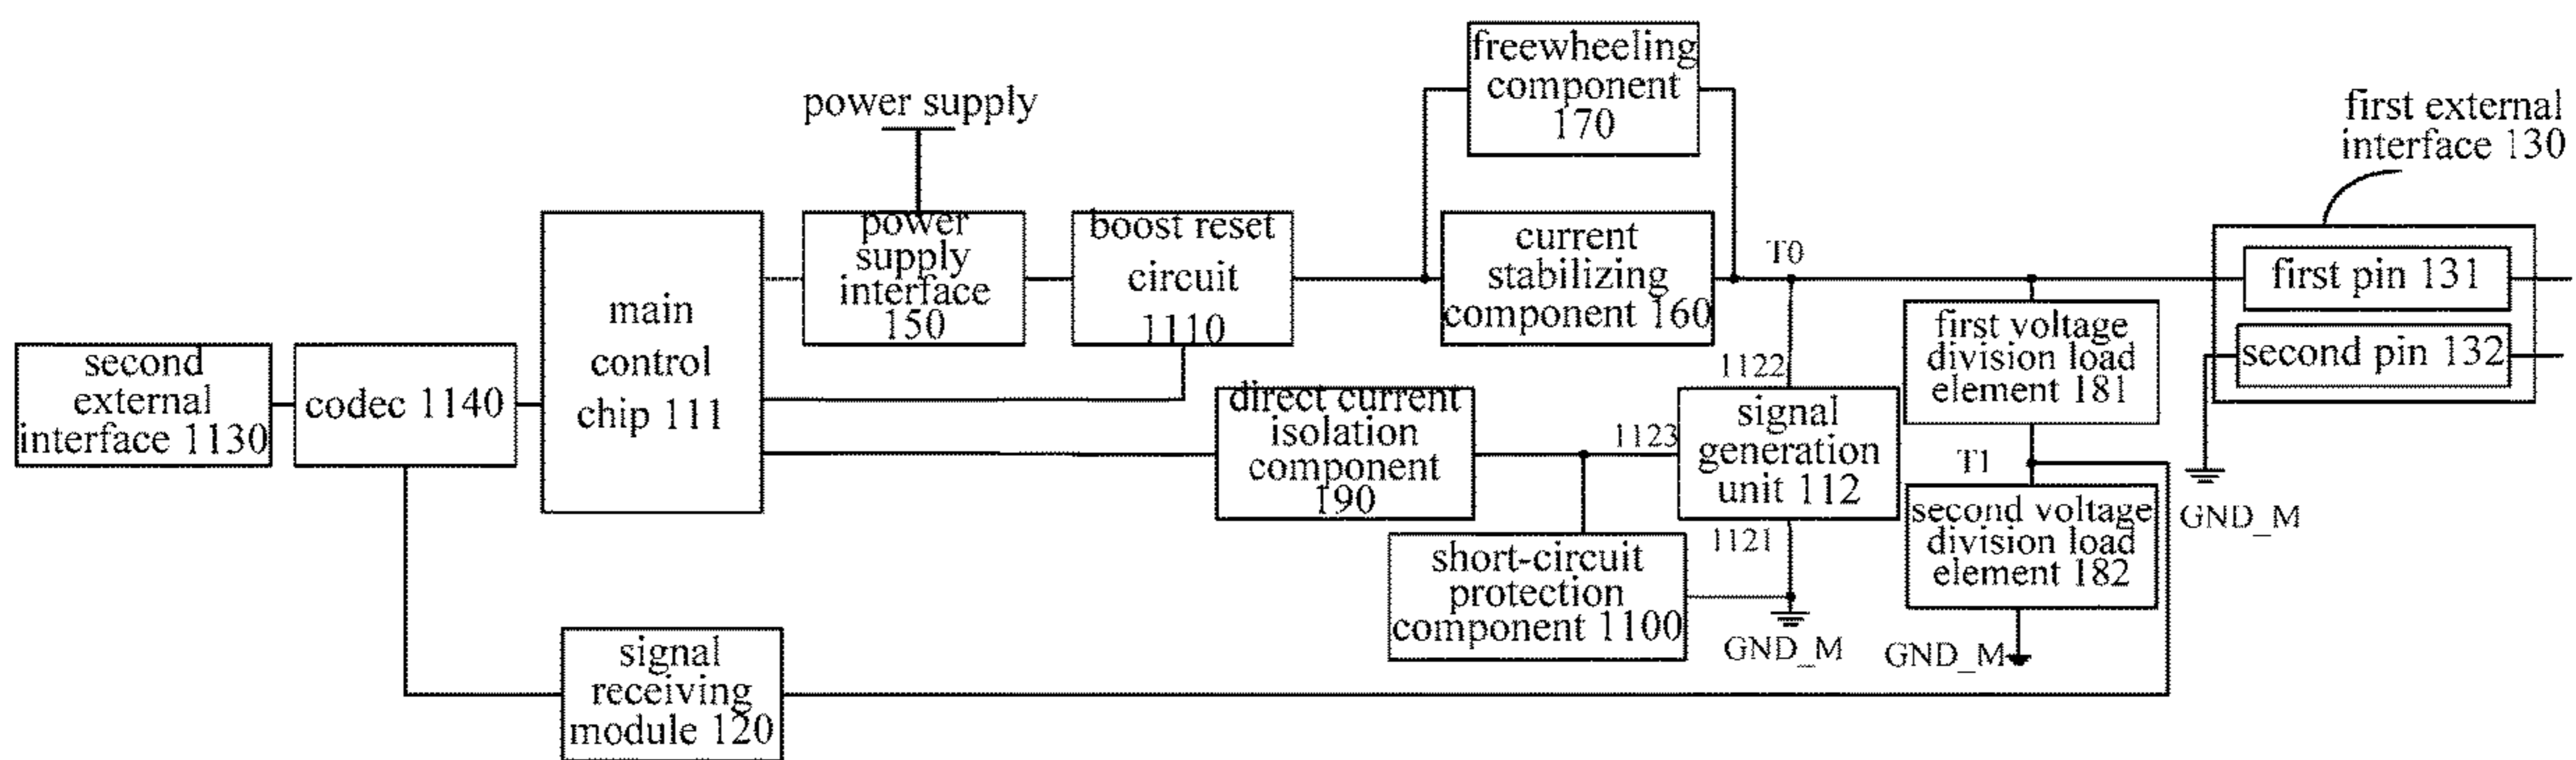 freewheeling
component
170
power supply
first external
interface 130
power
supply
interface
150
boost reset
circuit
1110
current
stabilizing
component 160
T0
first pin 131
second pin 132
main
control
chip 111
first voltage
division load
element 181
1122
second
external
interface 1130
codec 1140
direct current
isolation
component
190
1123
signal
generation
unit 112
T1
GND_M
1121
second voltage
division load
element 182
short-circuit
protection
component 1100
GND_M
GND_M
signal
receiving
module 120